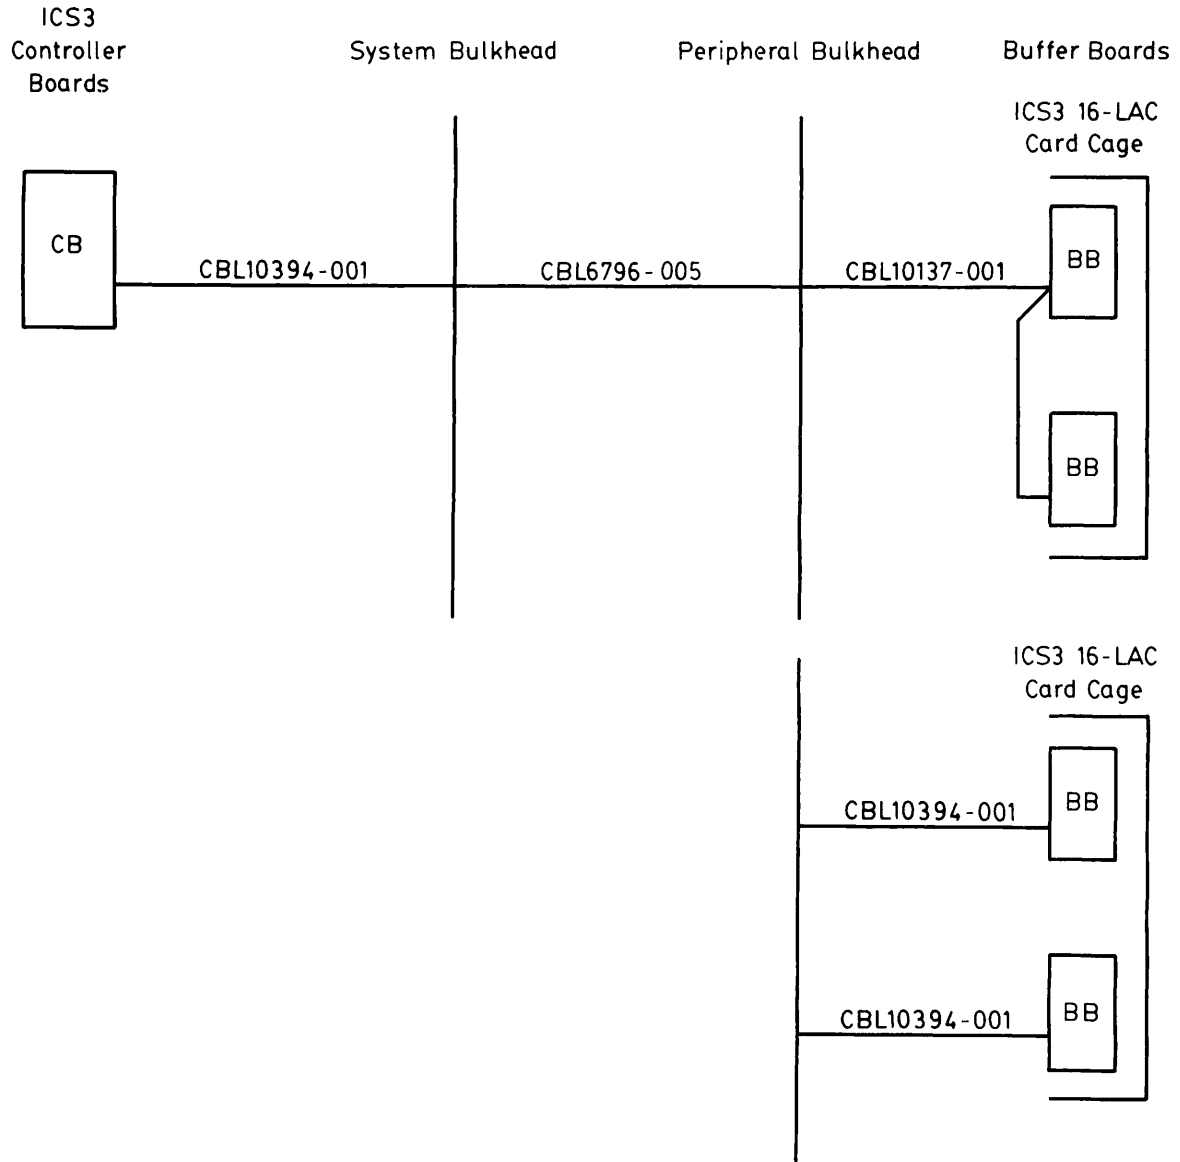 ICS3
Controller
Boards
System Bulkhead
Peripheral Bulkhead
Buffer Boards
ICS3 16-LAC
Card Cage
CB
CBL10394-001
CBL6796-005
CBL10137-001
BB
BB
ICS3 16-LAC
Card Cage
CBL10394-001
BB
CBL10394-001
BB